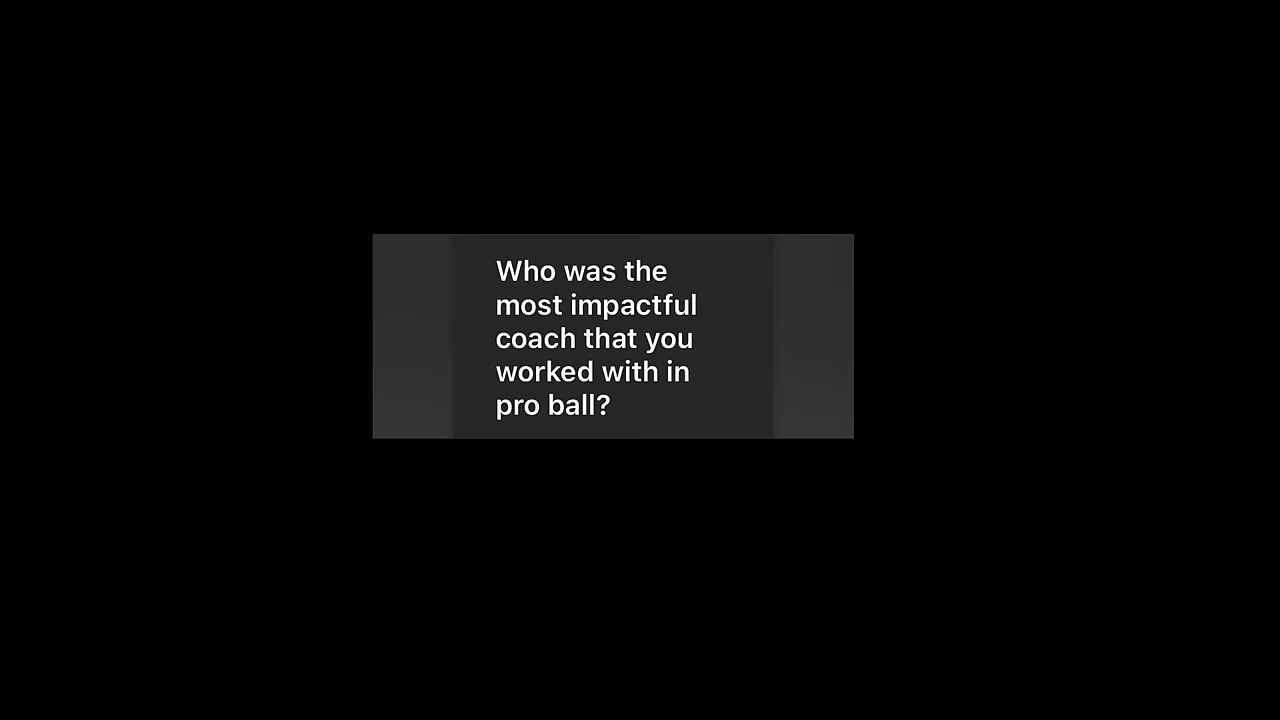 Who was the
most impactful
coach that you
worked with in
pro ball?